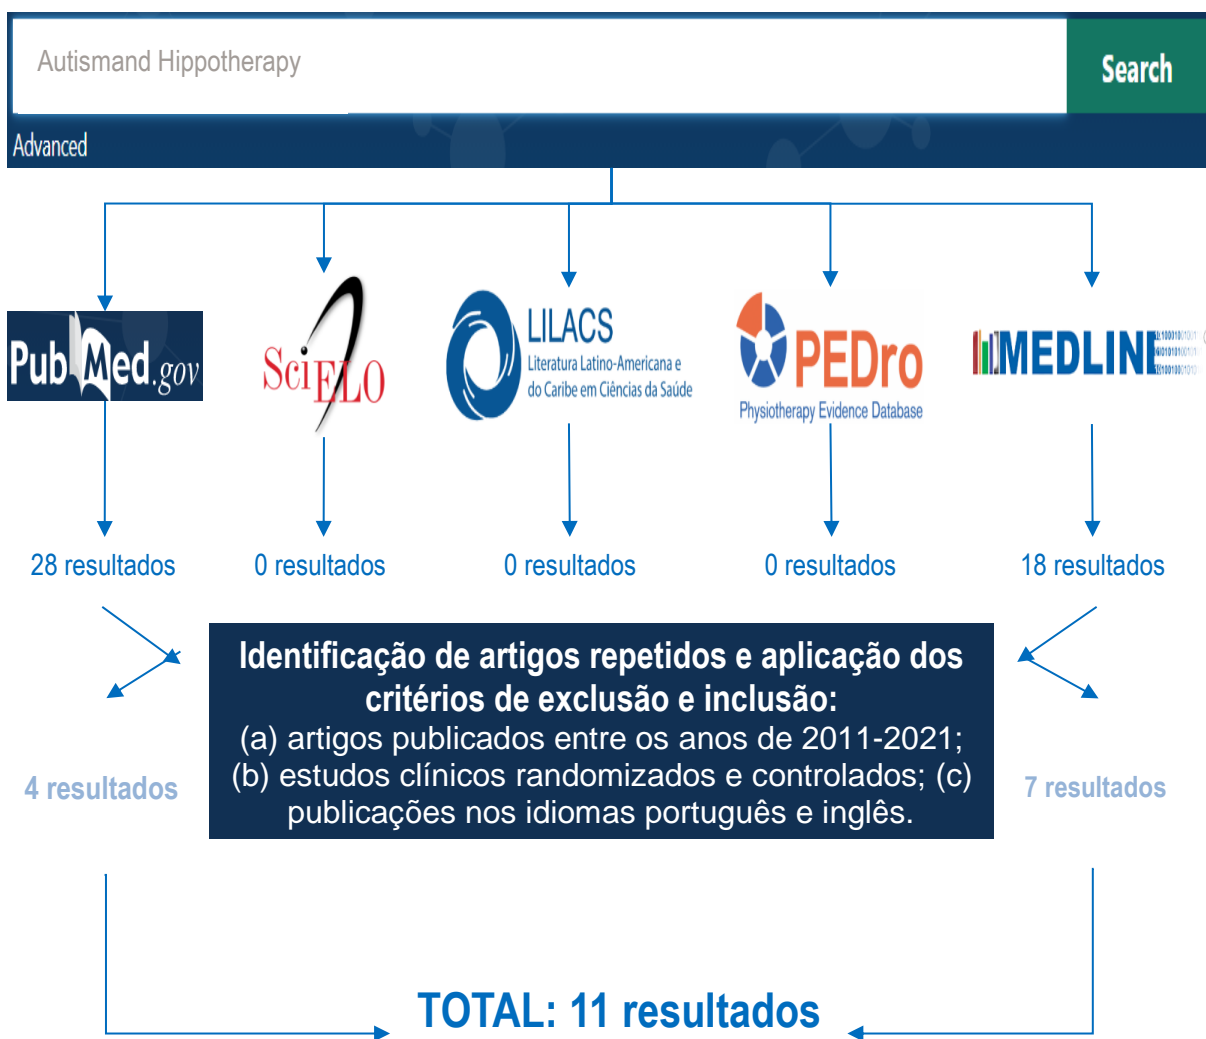 Autismand Hippotherapy
Search
Advanced
PubMed.gov
SciELO
LILACS
Literatura Latino-Americana e
do Caribe em Ciências da Saúde
PEDro
Physiotherapy Evidence Database
MEDLINE
28 resultados
0 resultados
0 resultados
0 resultados
18 resultados
Identificação de artigos repetidos e aplicação dos
critérios de exclusão e inclusão:
(a) artigos publicados entre os anos de 2011-2021;
(b) estudos clínicos randomizados e controlados; (c)
publicações nos idiomas português e inglês.
4 resultados
7 resultados
TOTAL: 11 resultados